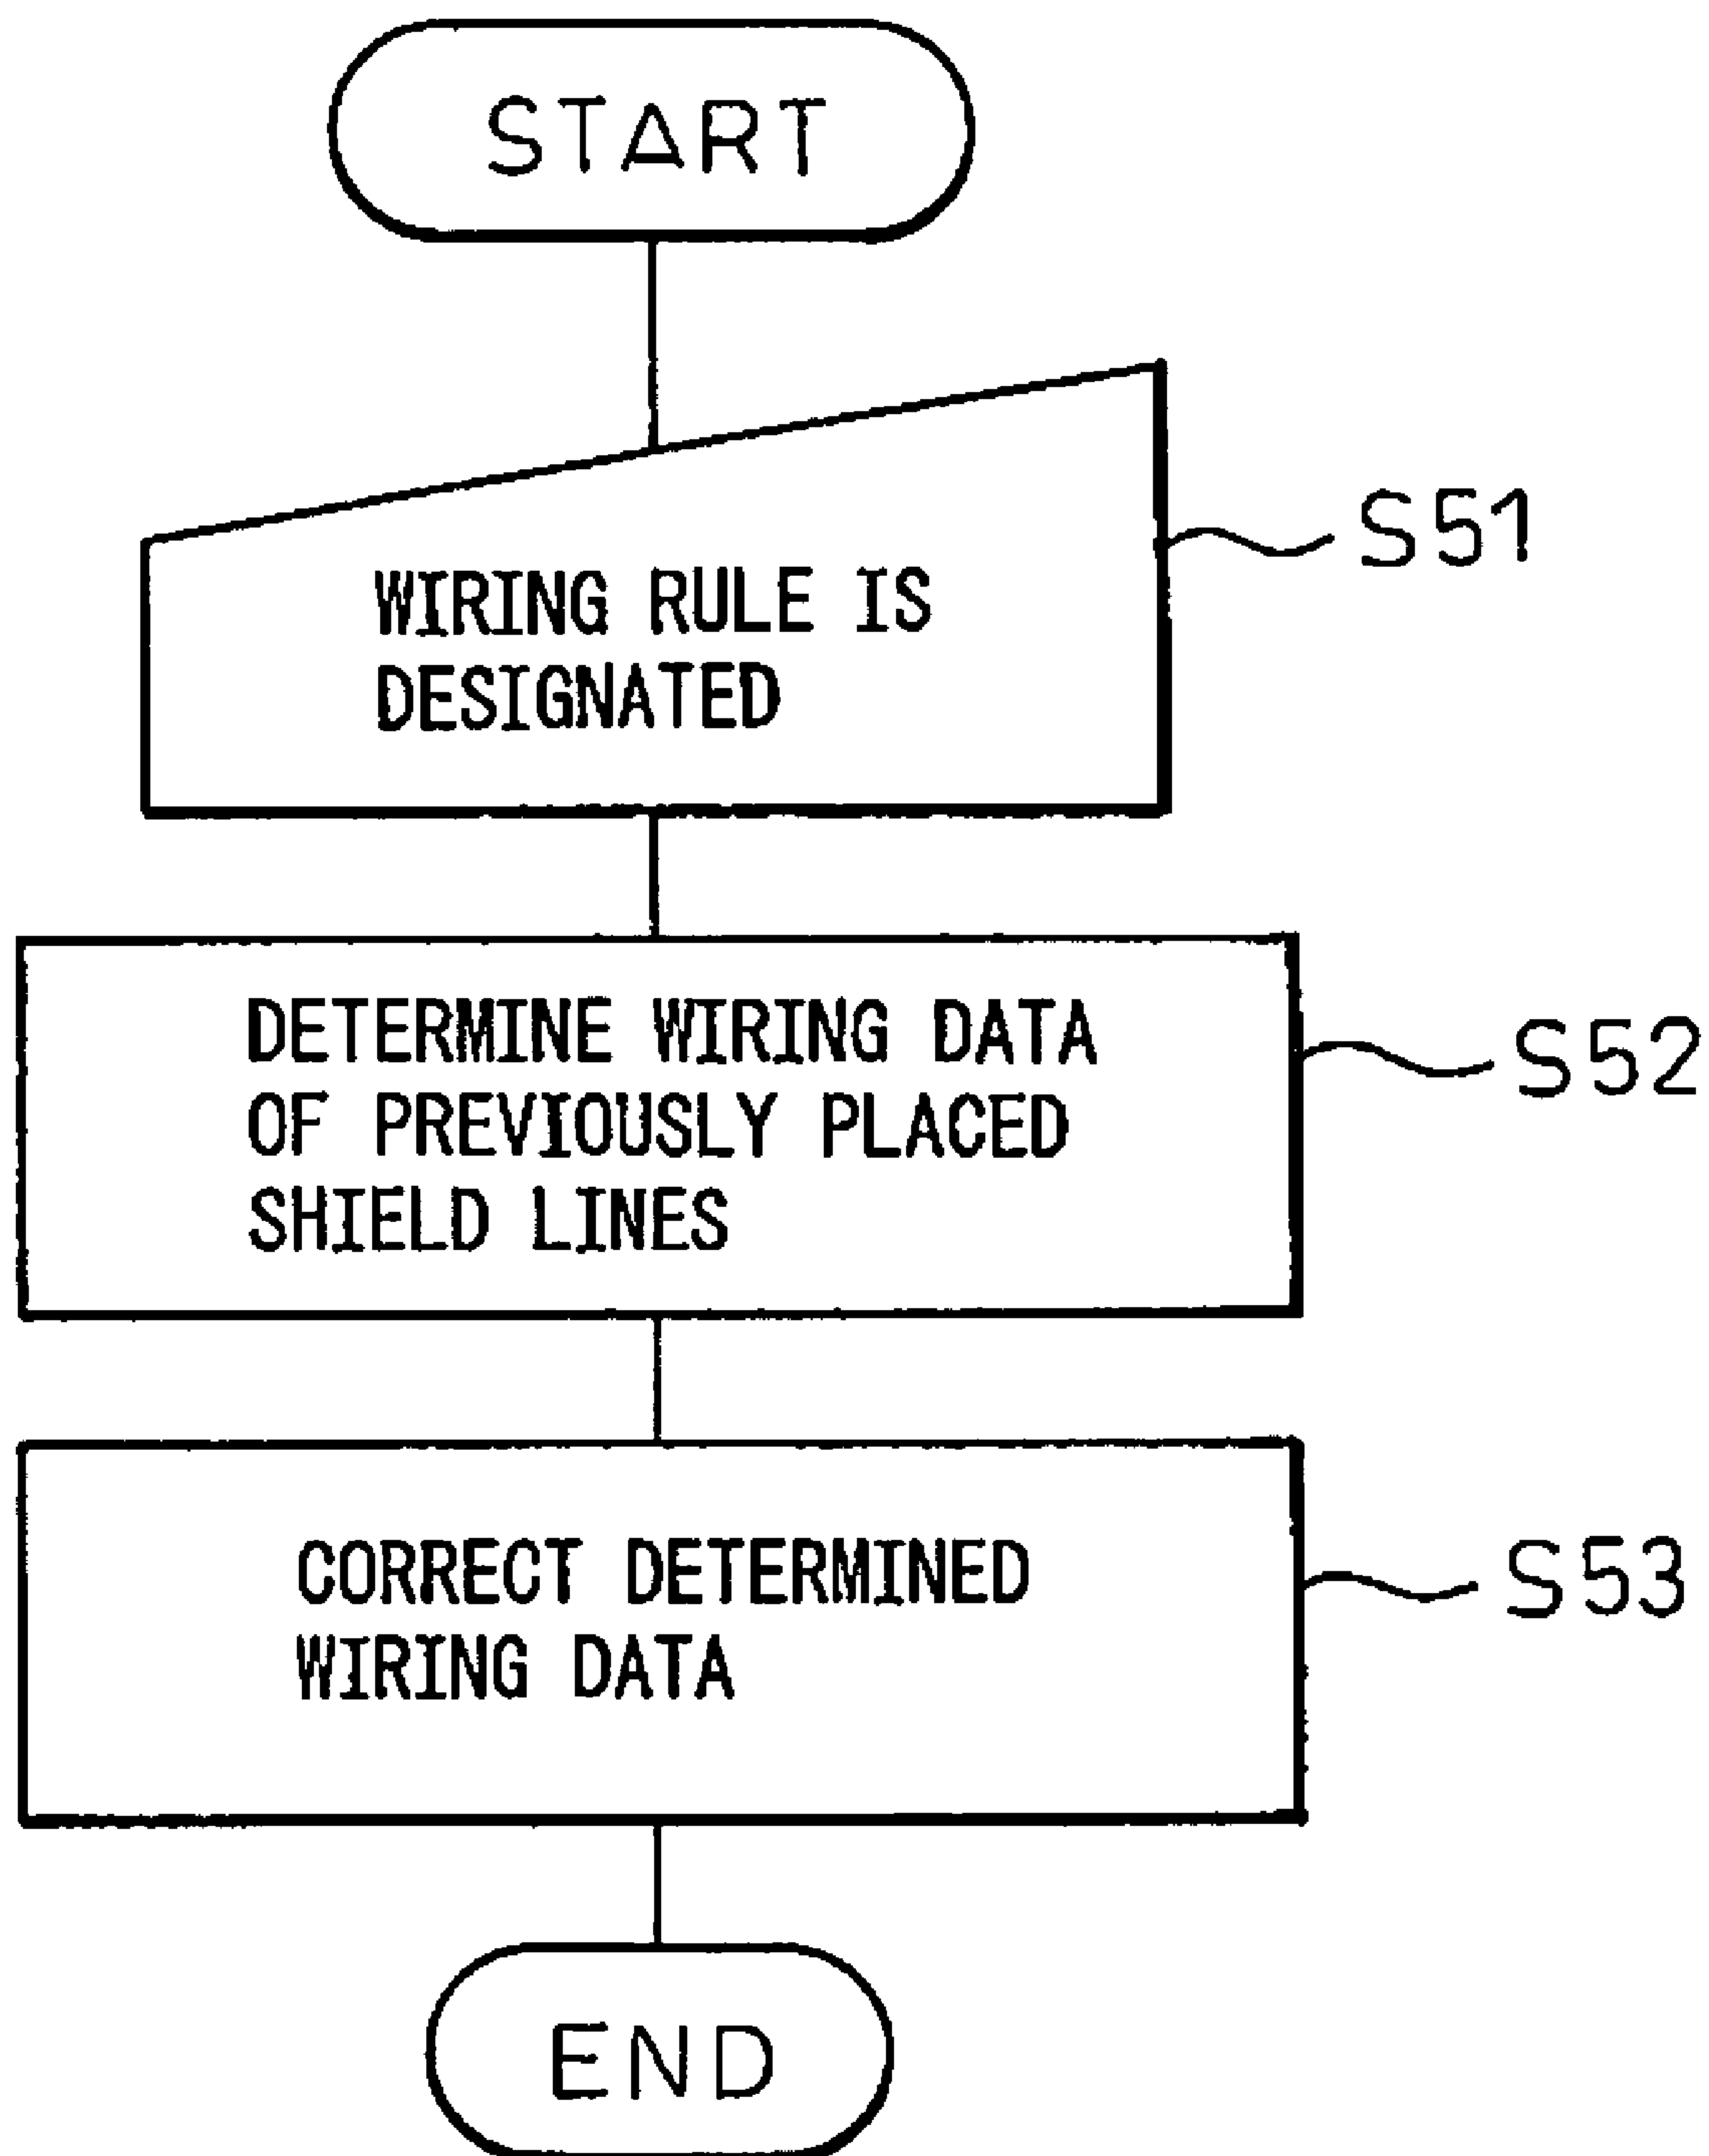 START
WIRING RULE IS
DESIGNATED
S51
DETERMINE WIRING DATA
OF PREVIOUSLY PLACED
SHIELD LINES
S52
CORRECT DETERMINED
WIRING DATA
S53
END